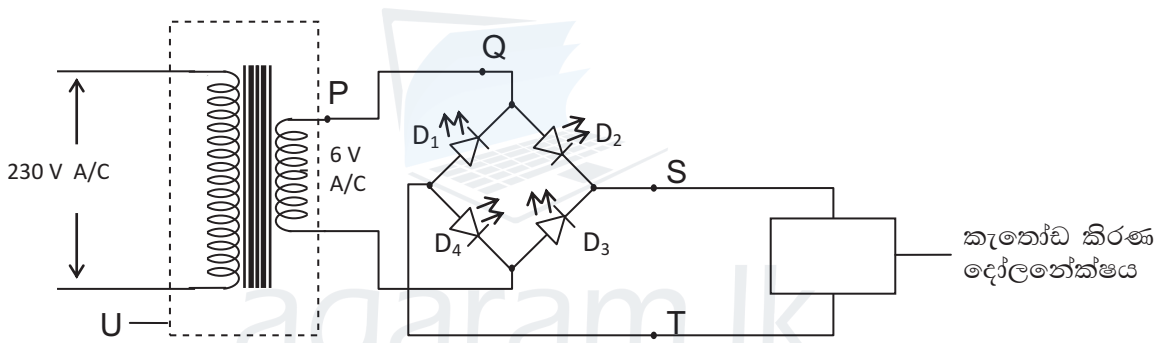 Q
P
D1
D2
230 V A/C
6 V
A/C
S
D4
D3
කැතෝඩ කිරණ
දෝලනේක්ෂය
U
T
agaram.lk